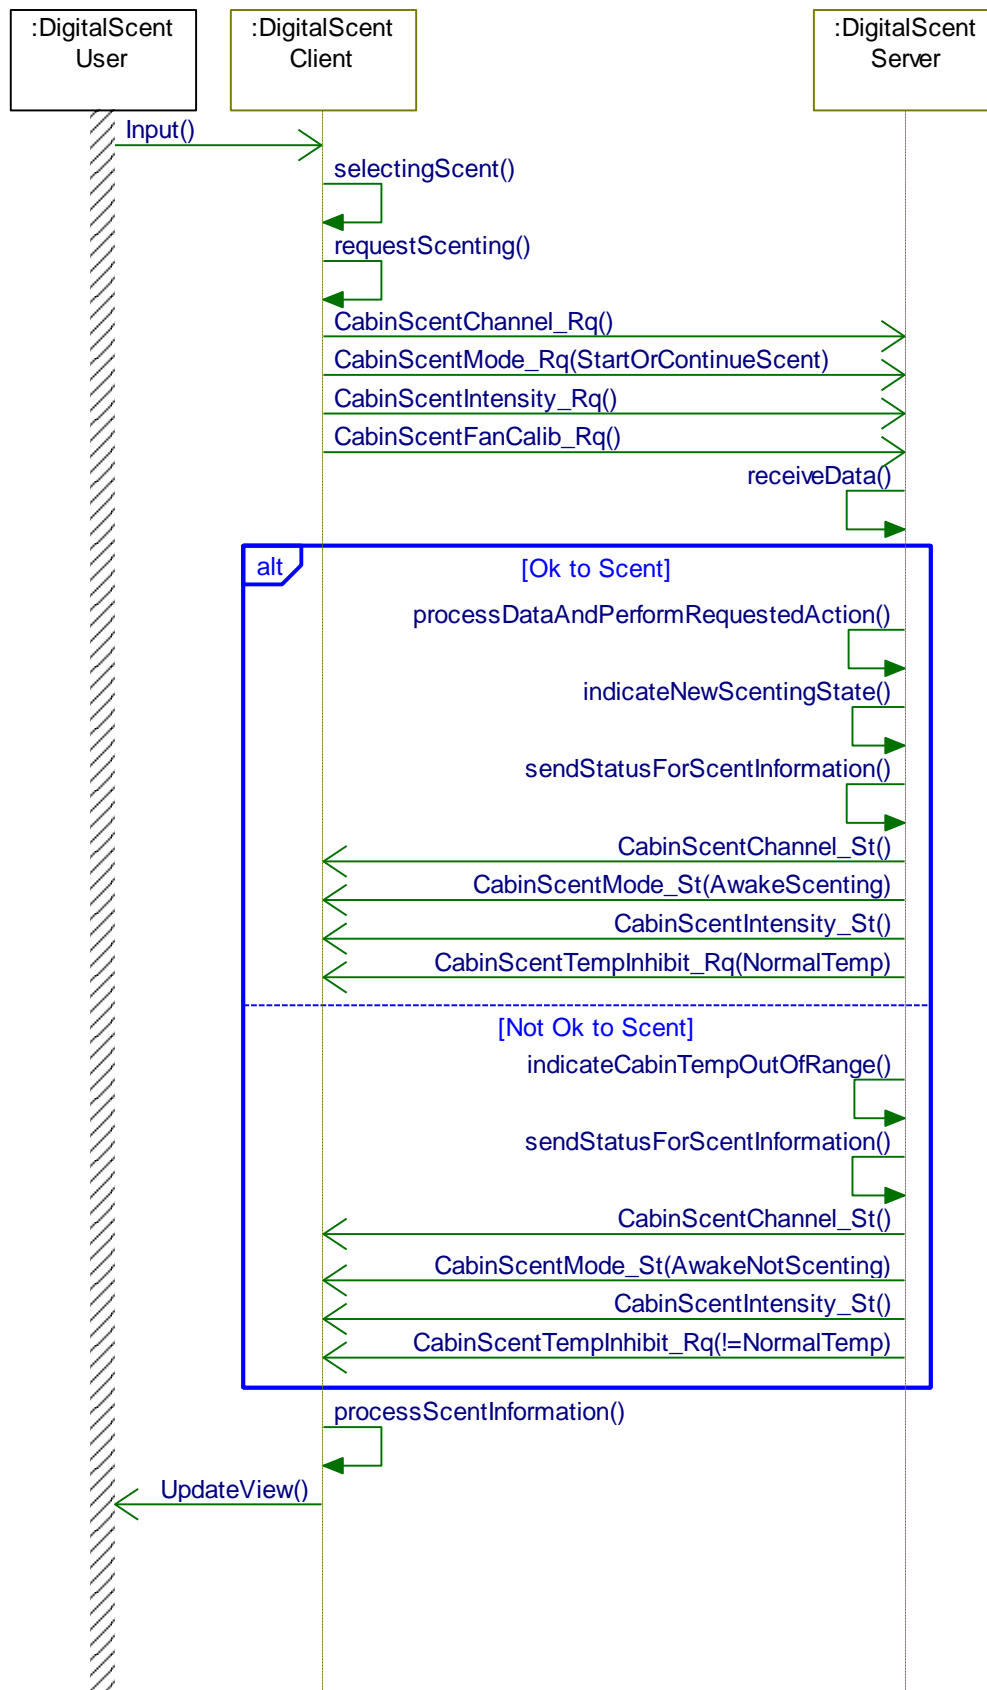 :DigitalScent
User
:DigitalScent
Client
:DigitalScent
Server
Input()
selectingScent()
requestScenting()
CabinScentChannel_Rq()
CabinScentMode_Rq(StartOrContinueScent)
CabinScentIntensity_Rq()
CabinScentFanCalib_Rq()
receiveData()
alt
[Ok to Scent]
processDataAndPerformRequestedAction()
indicateNewScentingState()
sendStatusForScentInformation()
CabinScentChannel_St()
CabinScentMode_St(AwakeScenting)
CabinScentIntensity_St()
CabinScentTempInhibit_Rq(NormalTemp)
[Not Ok to Scent]
indicateCabinTempOutOfRange()
sendStatusForScentInformation()
CabinScentChannel_St()
CabinScentMode_St(AwakeNotScenting)
CabinScentIntensity_St()
CabinScentTempInhibit_Rq(!=NormalTemp)
processScentInformation()
UpdateView()